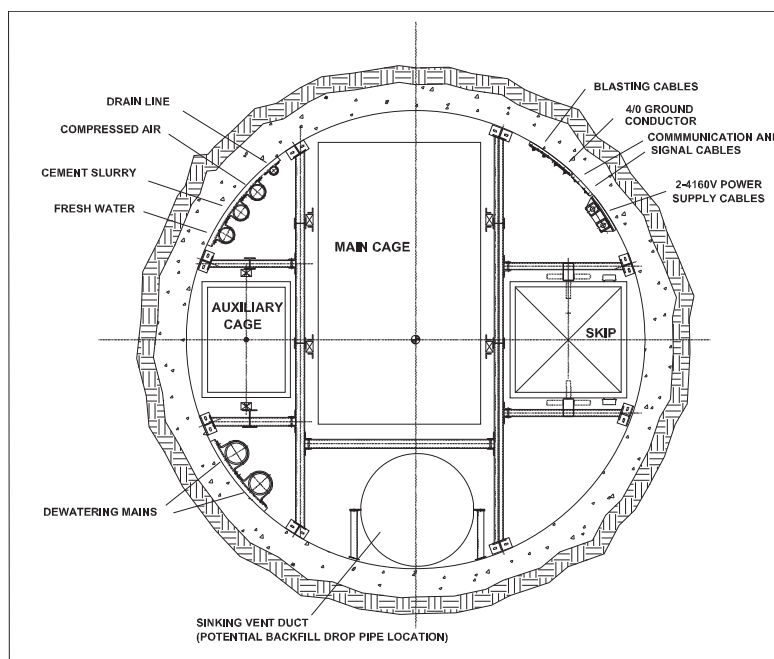 DRAIN LINE
COMPRESSED AIR
CEMENT SLURRY
FRESH WATER
BLASTING CABLES
4/0 GROUND
CONDUCTOR
COMMMUNICATION AND
SIGNAL CABLES
2-4160V POWER
SUPPLY CABLES
MAIN CAGE
AUXILIARY
CAGE
SKIP
DEWATERING MAINS
SINKING VENT DUCT
(POTENTIAL BACKFILL DROP PIPE LOCATION)